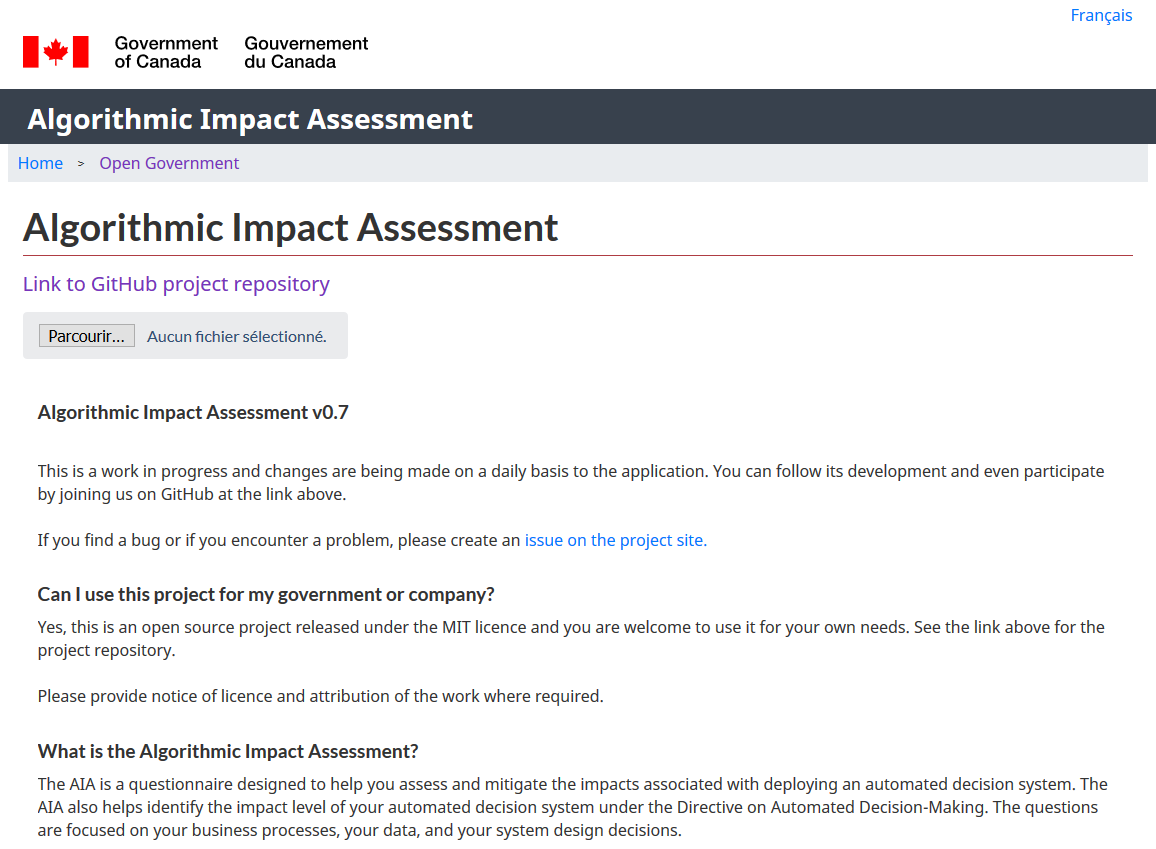 Français
Government of Canada
Gouvernement du Canada
Algorithmic Impact Assessment
Home > Open Government
Algorithmic Impact Assessment
Link to GitHub project repository
Parcourir... Aucun fichier sélectionné.
Algorithmic Impact Assessment v0.7
This is a work in progress and changes are being made on a daily basis to the application. You can follow its development and even participate
by joining us on GitHub at the link above.
If you find a bug or if you encounter a problem, please create an issue on the project site.
Can I use this project for my government or company?
Yes, this is an open source project released under the MIT licence and you are welcome to use it for your own needs. See the link above for the
project repository.
Please provide notice of licence and attribution of the work where required.
What is the Algorithmic Impact Assessment?
The AIA is a questionnaire designed to help you assess and mitigate the impacts associated with deploying an automated decision system. The
AIA also helps identify the impact level of your automated decision system under the Directive on Automated Decision-Making. The questions
are focused on your business processes, your data, and your system design decisions.